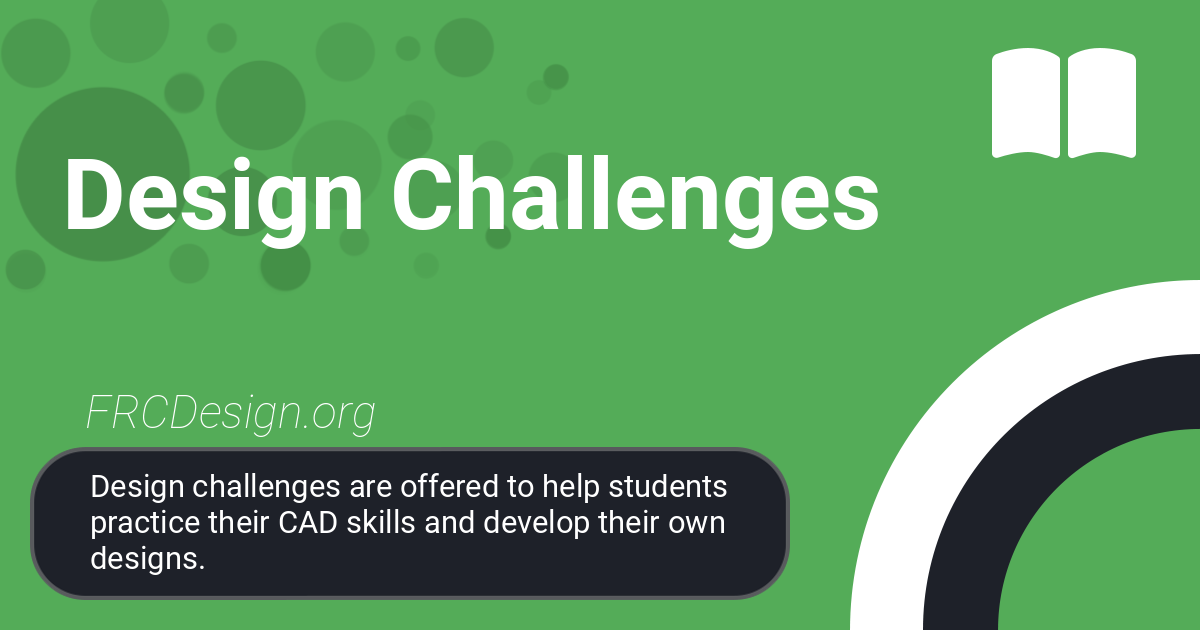 Design Challenges
FRCDesign.org
Design challenges are offered to help students
practice their CAD skills and develop their own
designs.